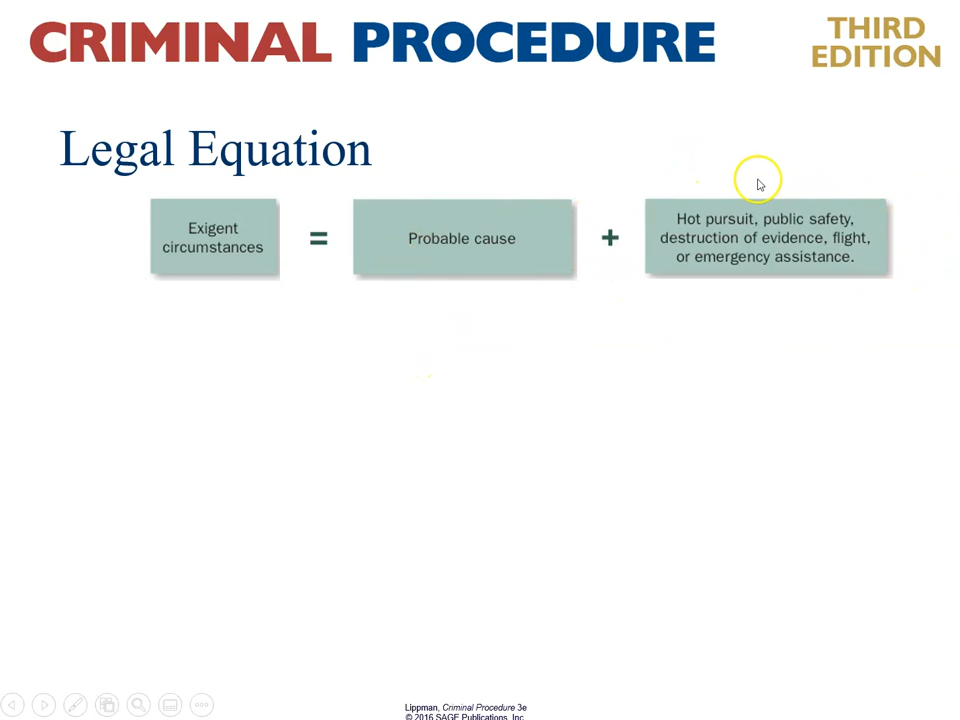 CRIMINAL PROCEDURE
THIRD
EDITION
Legal Equation
Exigent
circumstances
=
Probable cause
+
Hot pursuit, public safety,
destruction of evidence, flight,
or emergency assistance.
Lippman, Criminal Procedure 3e
© 2016 SAGE Publications, Inc.